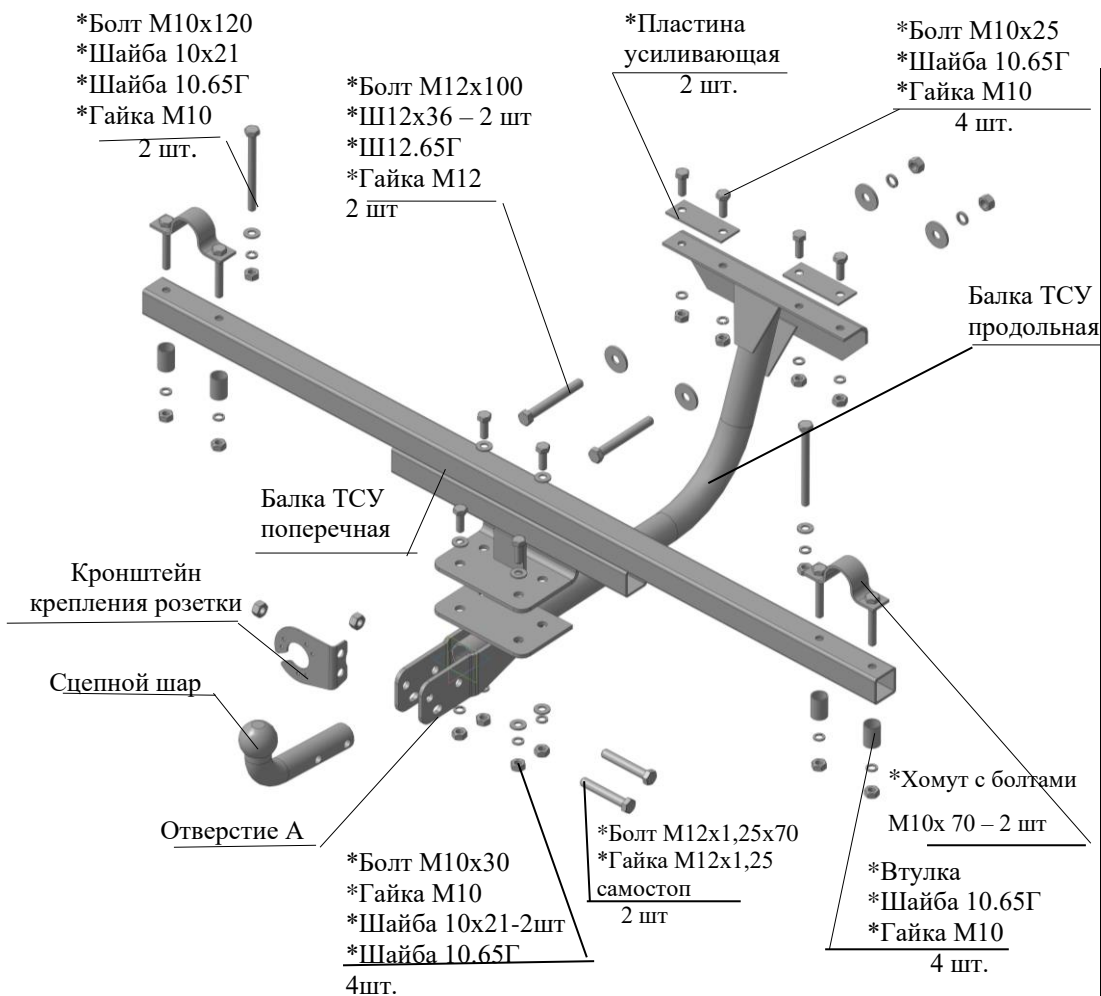 *Болт М10х120
*Шайба 10х21
*Шайба 10.65Г
*Гайка М10
2 шт.
*Болт М12х100
*Ш12х36 – 2 шт
*Ш12.65Г
*Гайка М12
2 шт
*Пластина
усиливающая
2 шт.
*Болт М10х25
*Шайба 10.65Г
*Гайка М10
4 шт.
Балка ТСУ
продольная
Балка ТСУ
поперечная
Кронштейн
крепления розетки
Сцепной шар
Отверстие А
*Болт М10х30
*Гайка М10
*Шайба 10х21-2шт
*Шайба 10.65Г
4шт.
*Болт М12х1,25х70
*Гайка М12х1,25
самостоп
2 шт
*Хомут с болтами
М10х 70 – 2 шт
*Втулка
*Шайба 10.65Г
*Гайка М10
4 шт.